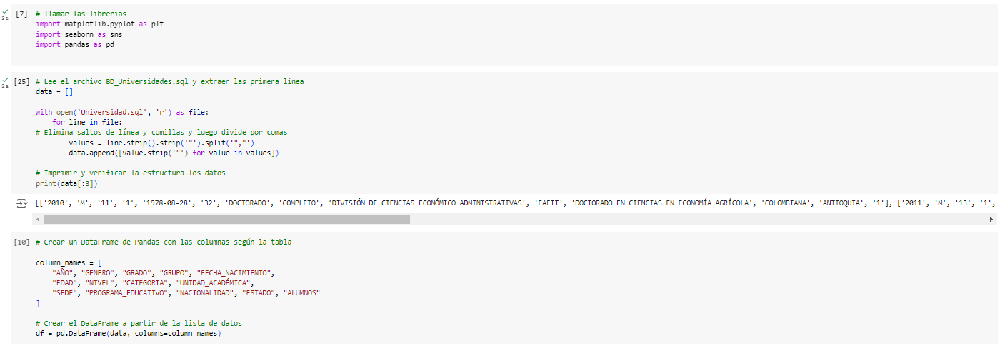 [7] # llamar las librerias
3 s
import matplotlib.pyplot as plt
import seaborn as sns
import pandas as pd
[25] # Lee el archivo BD_Universidades.sql y extraer las primera línea
2 s
data = []
with open('Universidad.sql', 'r') as file:
for line in file:
# Elimina saltos de línea y comillas y luego divide por comas
values = line.strip().strip('"').split('","')
data.append([value.strip('"') for value in values])
# Imprimir y verificar la estructura los datos
print(data[:3])
[['2010', 'M', '11', '1', '1978-08-28', '32', 'DOCTORADO', 'COMPLETO', 'DIVISIÓN DE CIENCIAS ECONÓMICO ADMINISTRATIVAS', 'EAFIT', 'DOCTORADO EN CIENCIAS EN ECONOMÍA AGRÍCOLA', 'COLOMBIANA', 'ANTIOQUIA', '1'], ['2011', 'M', '13', '1',
[10] # Crear un DataFrame de Pandas con las columnas según la tabla
column_names = [
"AÑO", "GENERO", "GRADO", "GRUPO", "FECHA_NACIMIENTO",
"EDAD", "NIVEL", "CATEGORIA", "UNIDAD_ACADÉMICA",
"SEDE", "PROGRAMA_EDUCATIVO", "NACIONALIDAD", "ESTADO", "ALUMNOS"
]
# Crear el DataFrame a partir de la lista de datos
df = pd.DataFrame(data, columns=column_names)